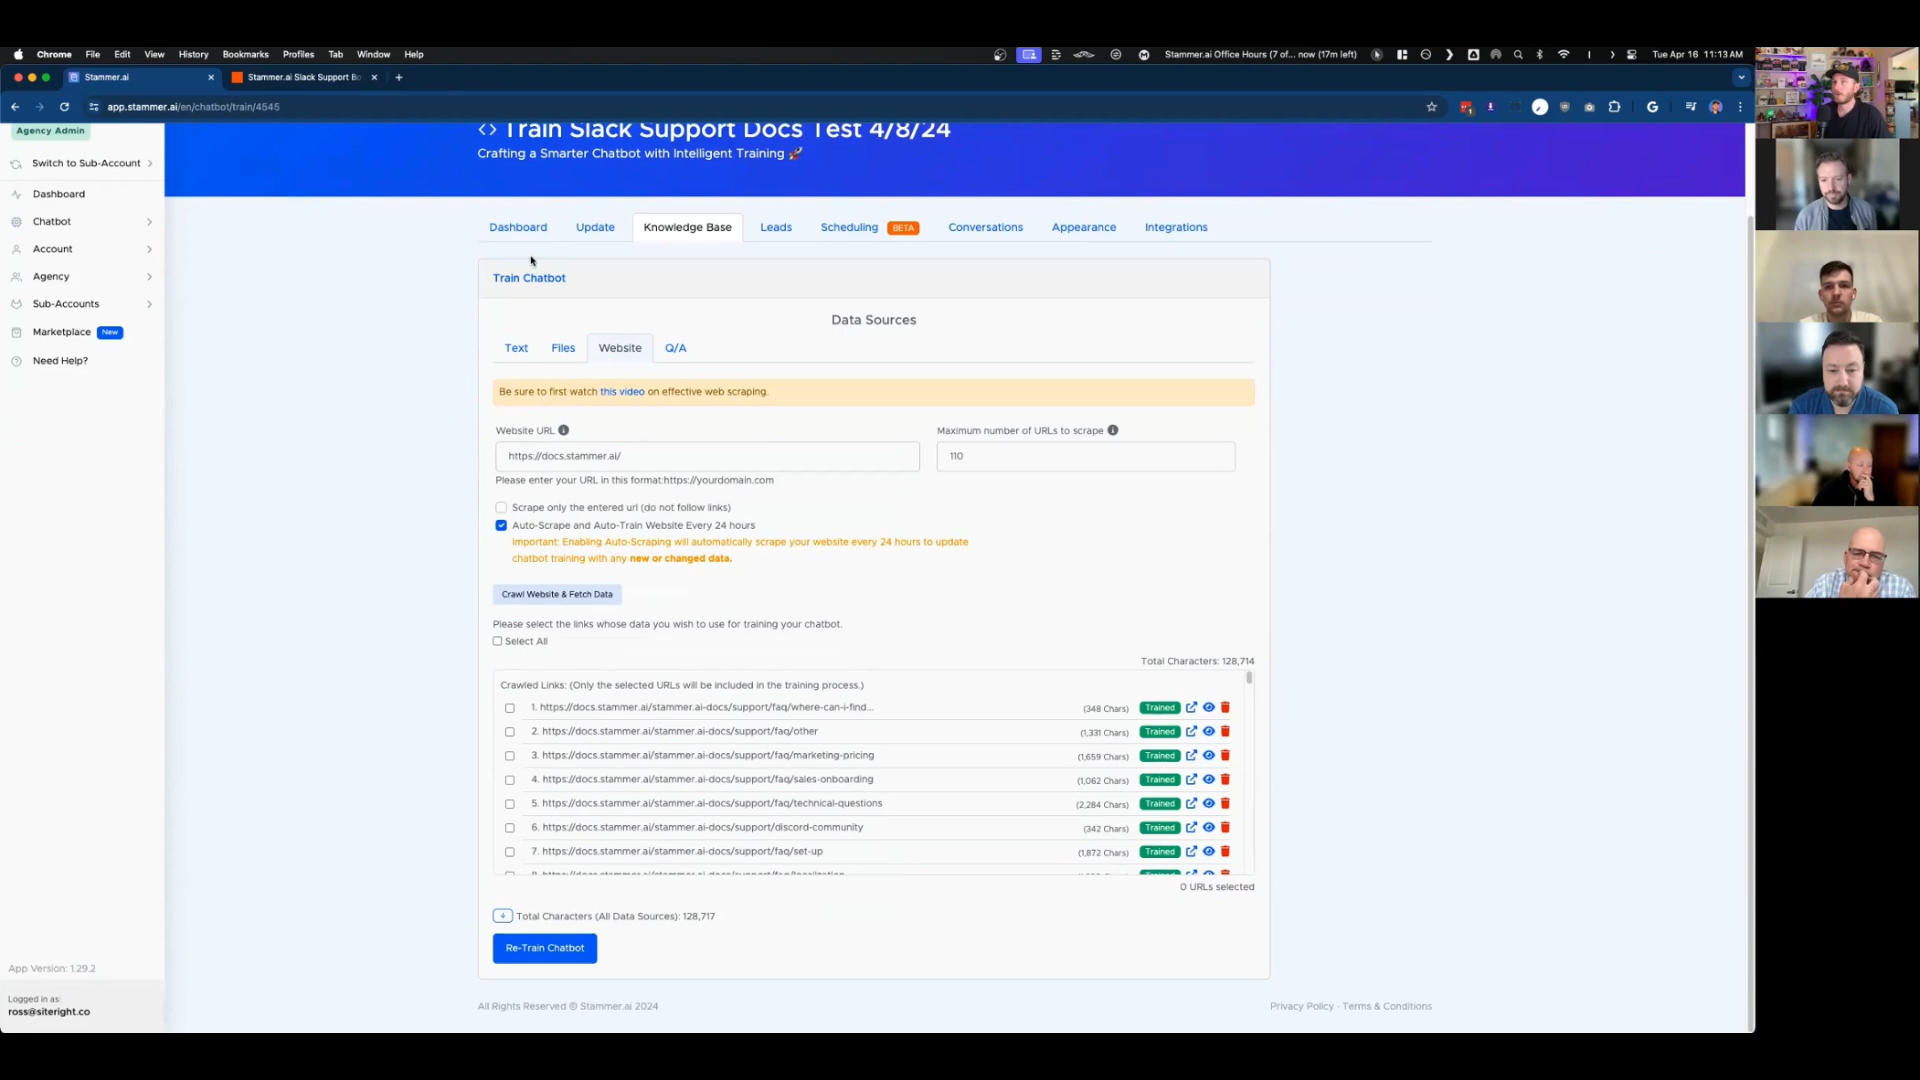 Chrome File Edit View History Bookmarks Profiles Tab Window Help Stammer.ai Office Hours (7 of... now (17m left) Tue Apr 16 11:13 AM
Stammer.ai Stammer.ai Slack Support Bo
app.stammer.ai/en/chatbot/train/4545
Agency Admin
Switch to Sub-Account
Dashboard
Chatbot
Account
Agency
Sub-Accounts
Marketplace New
Need Help?
App Version: 1.29.2
Logged in as:
ross@siteright.co
<> Train Slack Support Docs Test 4/8/24
Crafting a Smarter Chatbot with Intelligent Training 🚀
Dashboard Update Knowledge Base Leads Scheduling BETA Conversations Appearance Integrations
Train Chatbot
Data Sources
Text Files Website Q/A
Be sure to first watch this video on effective web scraping.
Website URL Maximum number of URLs to scrape
https://docs.stammer.ai/ 110
Please enter your URL in this format:https://yourdomain.com
Scrape only the entered url (do not follow links)
Auto-Scrape and Auto-Train Website Every 24 hours
Important: Enabling Auto-Scraping will automatically scrape your website every 24 hours to update
chatbot training with any new or changed data.
Crawl Website & Fetch Data
Please select the links whose data you wish to use for training your chatbot.
Select All
Total Characters: 128,714
Crawled Links: (Only the selected URLs will be included in the training process.)
1. https://docs.stammer.ai/stammer.ai-docs/support/faq/where-can-i-find... (348 Chars) Trained
2. https://docs.stammer.ai/stammer.ai-docs/support/faq/other (1,331 Chars) Trained
3. https://docs.stammer.ai/stammer.ai-docs/support/faq/marketing-pricing (1,659 Chars) Trained
4. https://docs.stammer.ai/stammer.ai-docs/support/faq/sales-onboarding (1,062 Chars) Trained
5. https://docs.stammer.ai/stammer.ai-docs/support/faq/technical-questions (2,284 Chars) Trained
6. https://docs.stammer.ai/stammer.ai-docs/support/discord-community (342 Chars) Trained
7. https://docs.stammer.ai/stammer.ai-docs/support/faq/set-up (1,872 Chars) Trained
0 URLs selected
Total Characters (All Data Sources): 128,717
Re-Train Chatbot
All Rights Reserved © Stammer.ai 2024 Privacy Policy · Terms & Conditions